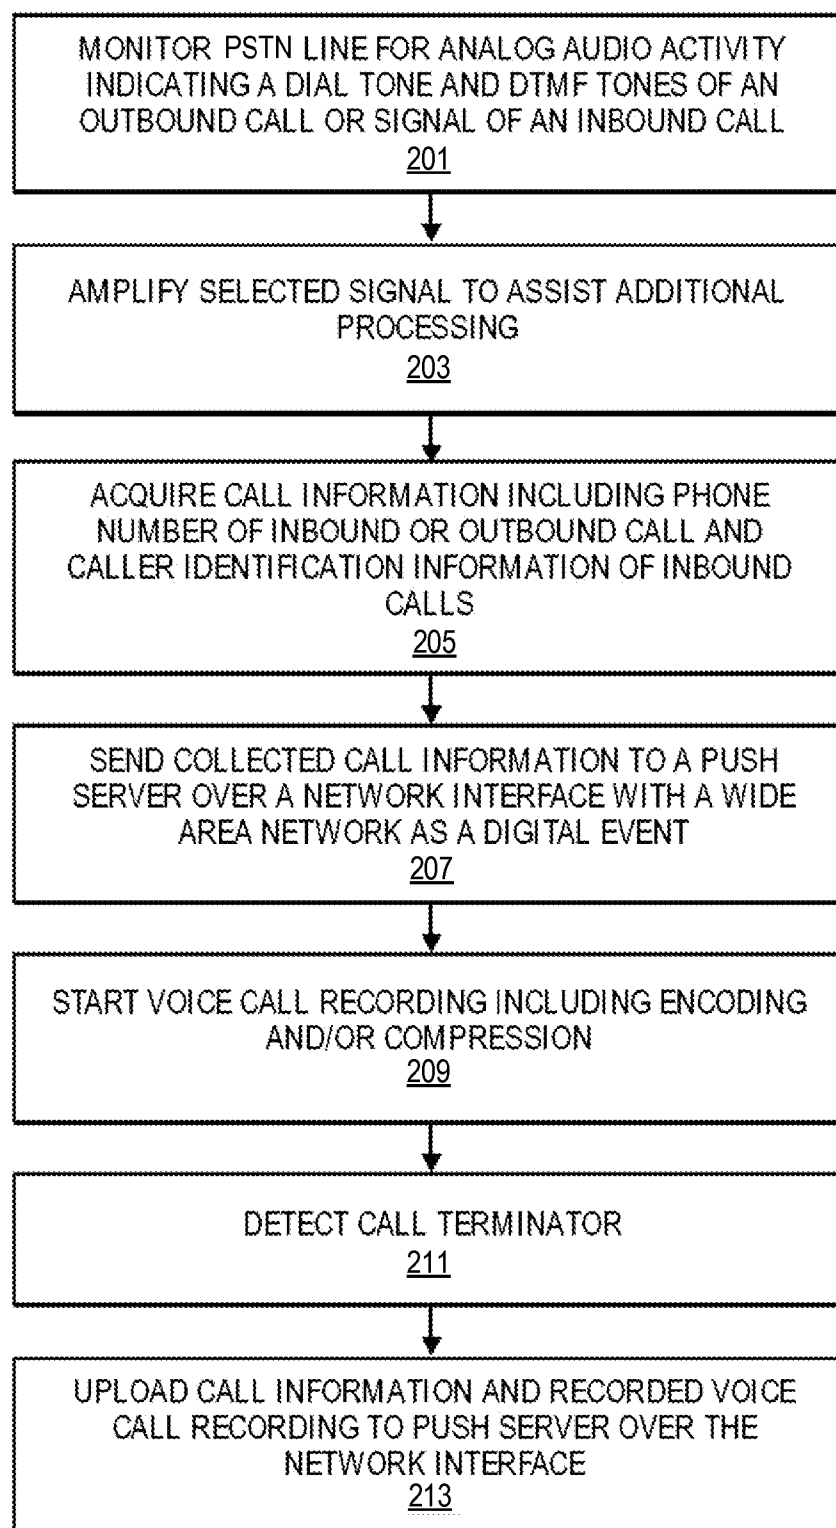 MONITOR PSTN LINE FOR ANALOG AUDIO ACTIVITY
INDICATING A DIAL TONE AND DTMF TONES OF AN
OUTBOUND CALL OR SIGNAL OF AN INBOUND CALL
201
AMPLIFY SELECTED SIGNAL TO ASSIST ADDITIONAL
PROCESSING
203
ACQUIRE CALL INFORMATION INCLUDING PHONE
NUMBER OF INBOUND OR OUTBOUND CALL AND
CALLER IDENTIFICATION INFORMATION OF INBOUND
CALLS
205
SEND COLLECTED CALL INFORMATION TO A PUSH
SERVER OVER A NETWORK INTERFACE WITH A WIDE
AREA NETWORK AS A DIGITAL EVENT
207
START VOICE CALL RECORDING INCLUDING ENCODING
AND/OR COMPRESSION
209
DETECT CALL TERMINATOR
211
UPLOAD CALL INFORMATION AND RECORDED VOICE
CALL RECORDING TO PUSH SERVER OVER THE
NETWORK INTERFACE
213